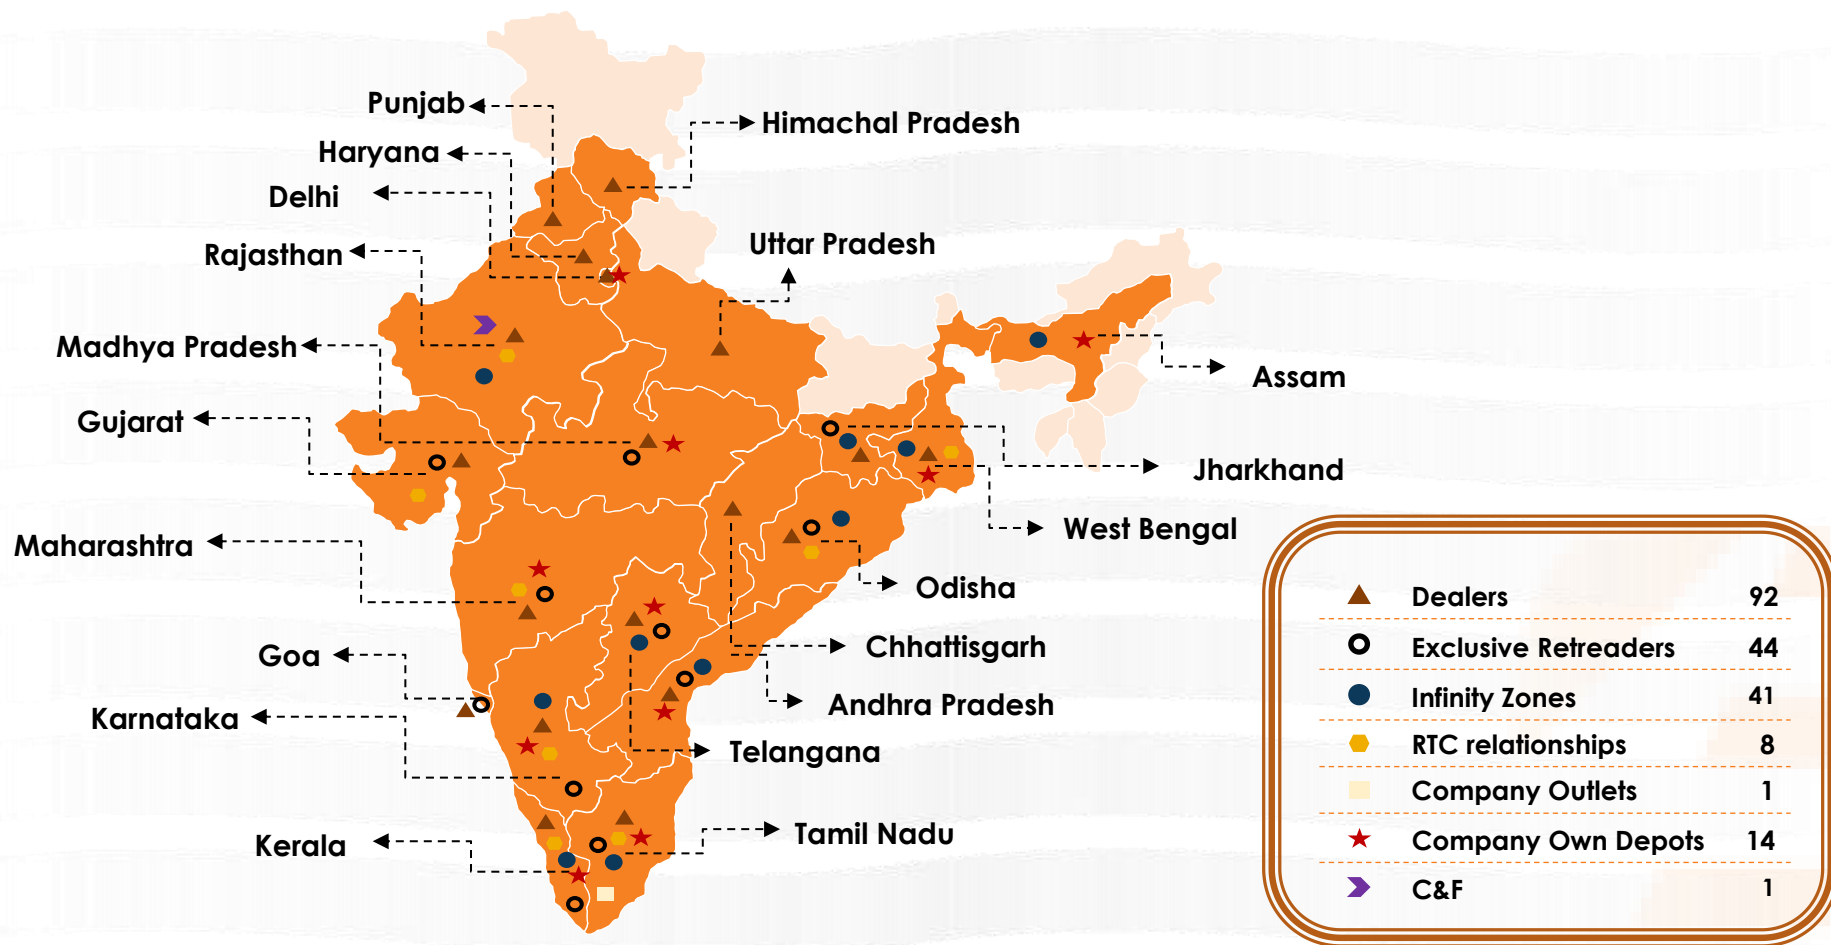 Punjab
Himachal Pradesh
Haryana
Delhi
Uttar Pradesh
Rajasthan
Madhya Pradesh
Assam
Gujarat
Jharkhand
West Bengal
Maharashtra
Odisha
Chhattisgarh
Goa
Andhra Pradesh
Karnataka
Telangana
Tamil Nadu
Kerala
Dealers 92
Exclusive Retreaders 44
Infinity Zones 41
RTC relationships 8
Company Outlets 1
Company Own Depots 14
C&F 1